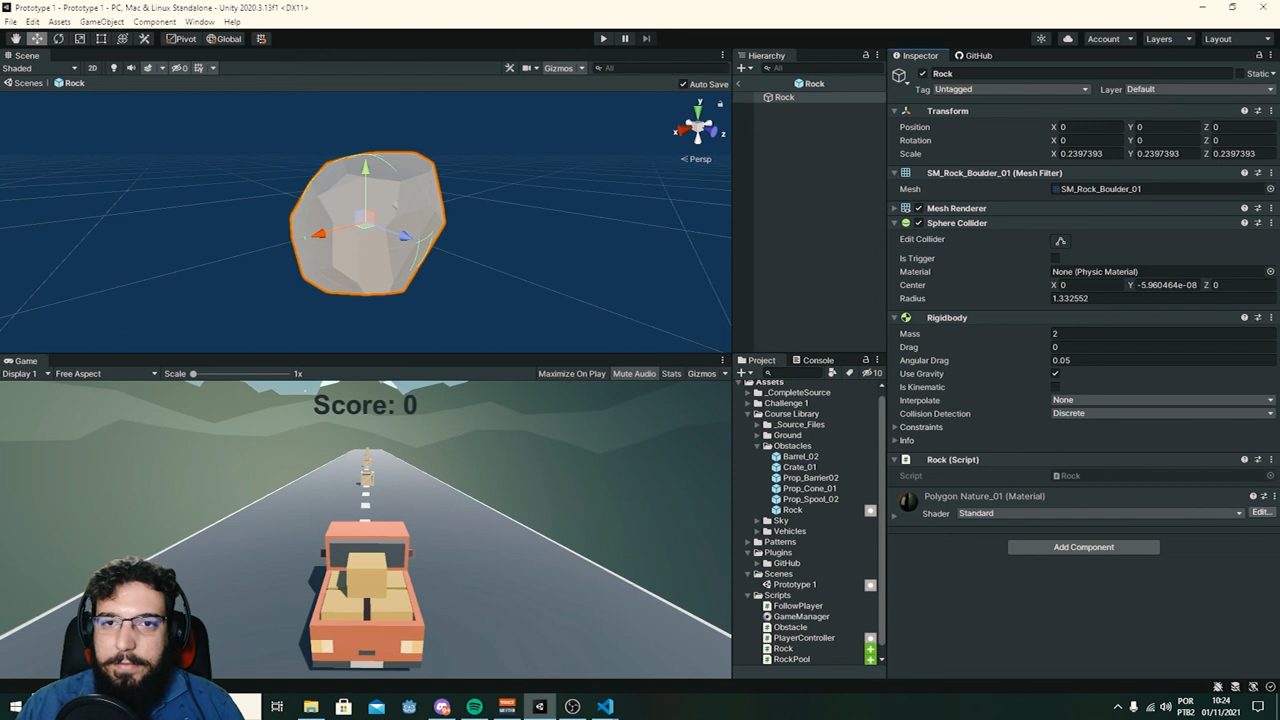 Prototype 1 - Prototype 1 - PC, Mac & Linux Standalone - Unity 2020.3.13f1 <DX11>
File Edit Assets GameObject Component Window Help
Pivot Global Account Layers Layout
Scene
Shaded 2D 0 Gizmos All
Scenes Rock Auto Save
y
x z
Persp
Game
Display 1 Free Aspect Scale 1x Maximize On Play Mute Audio Stats Gizmos
Score: 0
Hierarchy
All
Rock
Rock
Project Console
10
Assets
_CompleteSource
Challenge 1
Course Library
_Source_Files
Ground
Obstacles
Barrel_02
Crate_01
Prop_Barrier02
Prop_Cone_01
Prop_Spool_02
Rock
Sky
Vehicles
Patterns
Plugins
GitHub
Scenes
Prototype 1
Scripts
FollowPlayer
GameManager
Obstacle
PlayerController
Rock
RockPool
Inspector GitHub
Rock Static
Tag Untagged Layer Default
Transform
Position X 0 Y 0 Z 0
Rotation X 0 Y 0 Z 0
Scale X 0.2397393 Y 0.2397393 Z 0.2397393
SM_Rock_Boulder_01 (Mesh Filter)
Mesh SM_Rock_Boulder_01
Mesh Renderer
Sphere Collider
Edit Collider
Is Trigger
Material None (Physic Material)
Center X 0 Y -5.960464e-08 Z 0
Radius 1.332552
Rigidbody
Mass 2
Drag 0
Angular Drag 0.05
Use Gravity
Is Kinematic
Interpolate None
Collision Detection Discrete
Constraints
Info
Rock (Script)
Script Rock
Polygon Nature_01 (Material)
Shader Standard Edit...
Add Component
POR
PTB2
10:24
01/11/2021